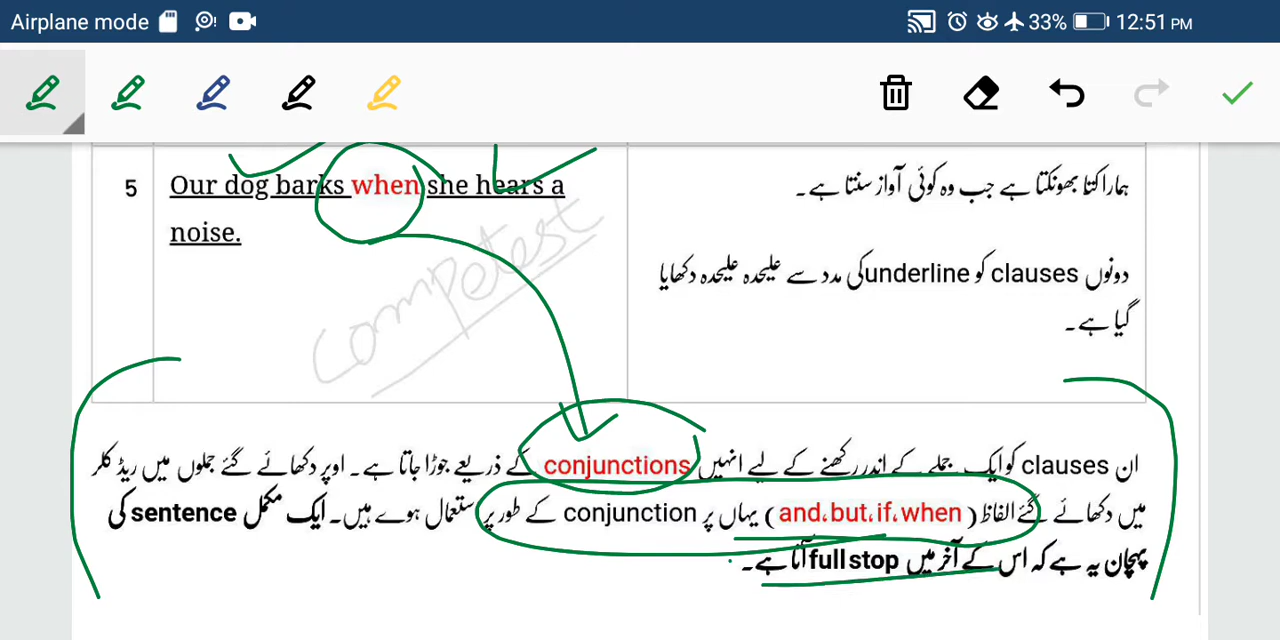 Airplane mode 33% 12:51 PM
5
Our dog barks when she hears a
noise.
ہمارا کتا بھونکتا ہے جب وہ کوئی آواز سنتا ہے۔
دونوں clauses کو underline کی مدد سے علیحدہ علیحدہ دکھایا
گیا ہے۔
competest
ان clauses کو ایک جملے کے اندر رکھنے کے لیے انہیں conjunctions کے ذریعے جوڑا جاتا ہے۔ اوپر دکھائے گئے جملوں میں ریڈ کلر
میں دکھائے گئے الفاظ (and، but، if، when) یہاں پر conjunction کے طور پر ستعمال ہوے ہیں۔ ایک مکمل sentence کی
پہچان یہ ہے کہ اس کے آخر میں full stop آتا ہے۔